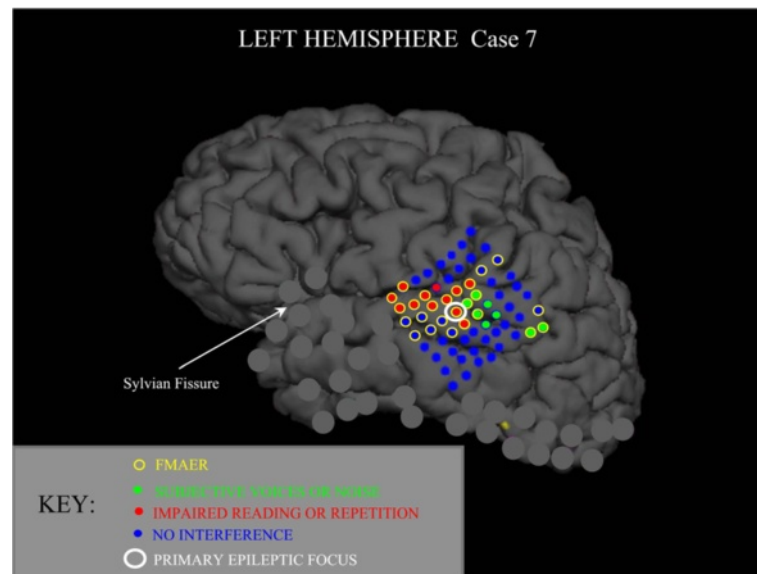 LEFT HEMISPHERE Case 7
Sylvian Fissure
KEY:
FMAER
SUBJECTIVE VOICES OR NOISE
IMPAIRED READING OR REPETITION
NO INTERFERENCE
PRIMARY EPILEPTIC FOCUS